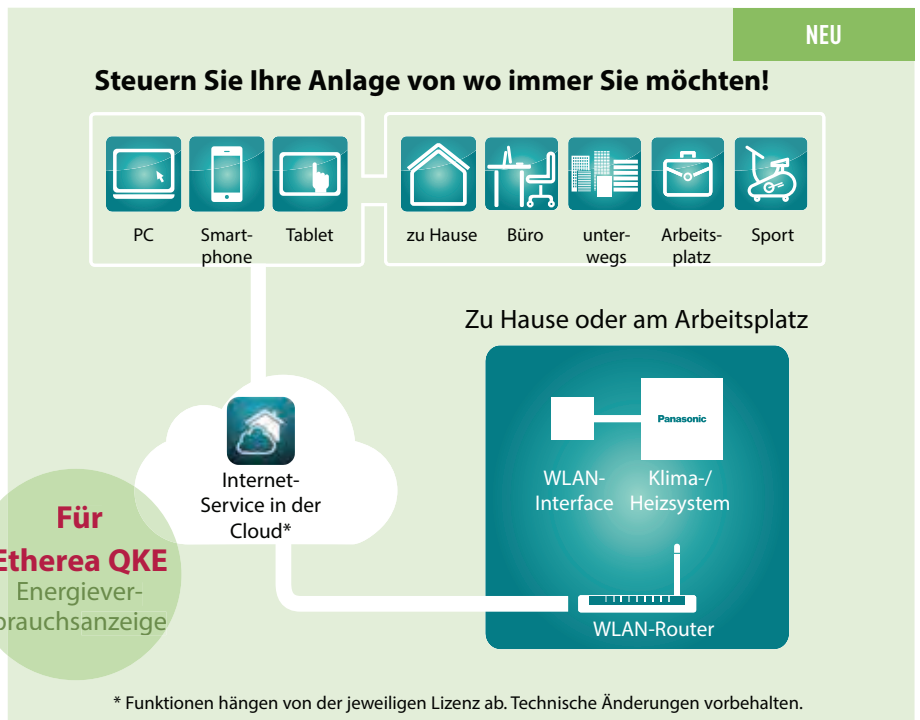 NEU
Steuern Sie Ihre Anlage von wo immer Sie möchten!
PC
Smart-
phone
Tablet
zu Hause
Büro
unter-
wegs
Arbeits-
platz
Sport
Zu Hause oder am Arbeitsplatz
Panasonic
WLAN-
Interface
Klima-/
Heizsystem
WLAN-Router
Internet-
Service in der
Cloud*
Für
Etherea QKE
Energiever-
brauchsanzeige
* Funktionen hängen von der jeweiligen Lizenz ab. Technische Änderungen vorbehalten.